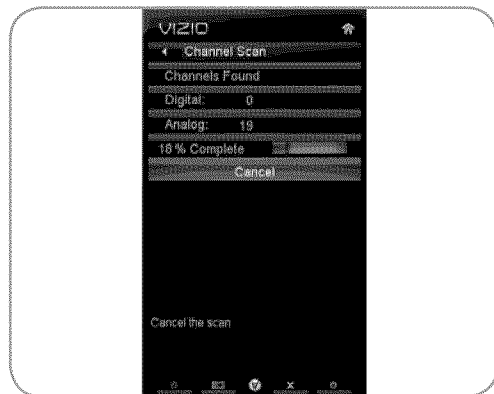 VIZIO
Channel Scan
Channels Found
Digital: 0
Analog: 19
18 % Complete
Cancel
Cancel the scan